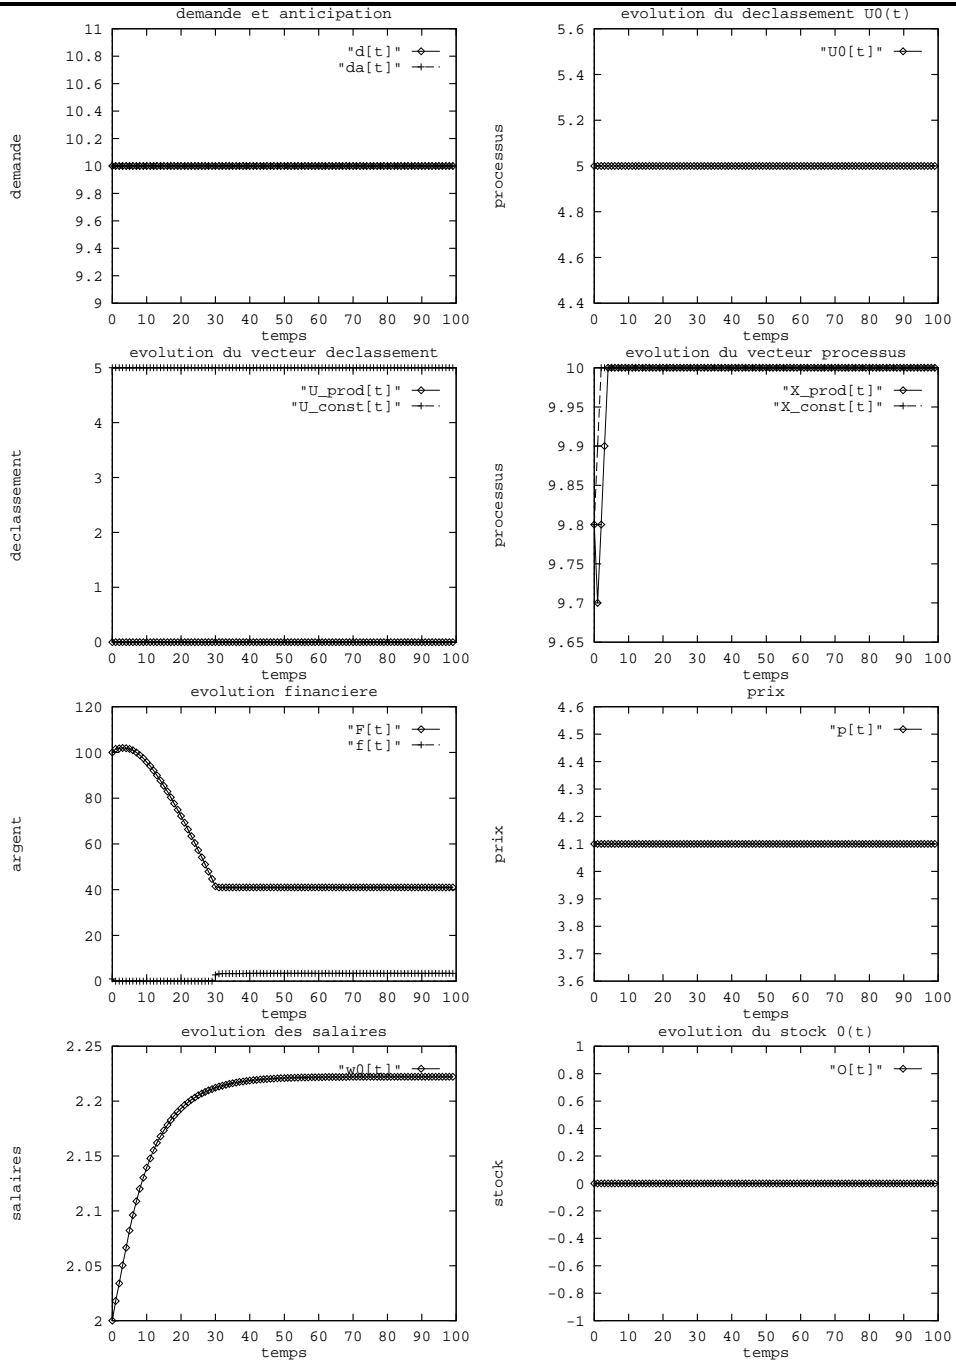 demande et anticipation
11
10.8
10.6
10.4
10.2
10
9.8
9.6
9.4
9.2
9
demande
"d[t]"
"da[t]"
0 10 20 30 40 50 60 70 80 90 100
temps
evolution du declassement U0(t)
5.6
5.4
5.2
5
4.8
4.6
4.4
processus
"U0[t]"
0 10 20 30 40 50 60 70 80 90 100
temps
evolution du vecteur declassement
5
4
3
2
1
0
declassement
"U_prod[t]"
"U_const[t]"
0 10 20 30 40 50 60 70 80 90 100
temps
evolution du vecteur processus
10
9.95
9.9
9.85
9.8
9.75
9.7
9.65
processus
"X_prod[t]"
"X_const[t]"
0 10 20 30 40 50 60 70 80 90 100
temps
evolution financiere
120
100
80
60
40
20
0
argent
"F[t]"
"f[t]"
0 10 20 30 40 50 60 70 80 90 100
temps
prix
4.6
4.5
4.4
4.3
4.2
4.1
4
3.9
3.8
3.7
3.6
prix
"p[t]"
0 10 20 30 40 50 60 70 80 90 100
temps
evolution des salaires
2.25
2.2
2.15
2.1
2.05
2
salaires
"w0[t]"
0 10 20 30 40 50 60 70 80 90 100
temps
evolution du stock 0(t)
1
0.8
0.6
0.4
0.2
0
-0.2
-0.4
-0.6
-0.8
-1
stock
"O[t]"
0 10 20 30 40 50 60 70 80 90 100
temps